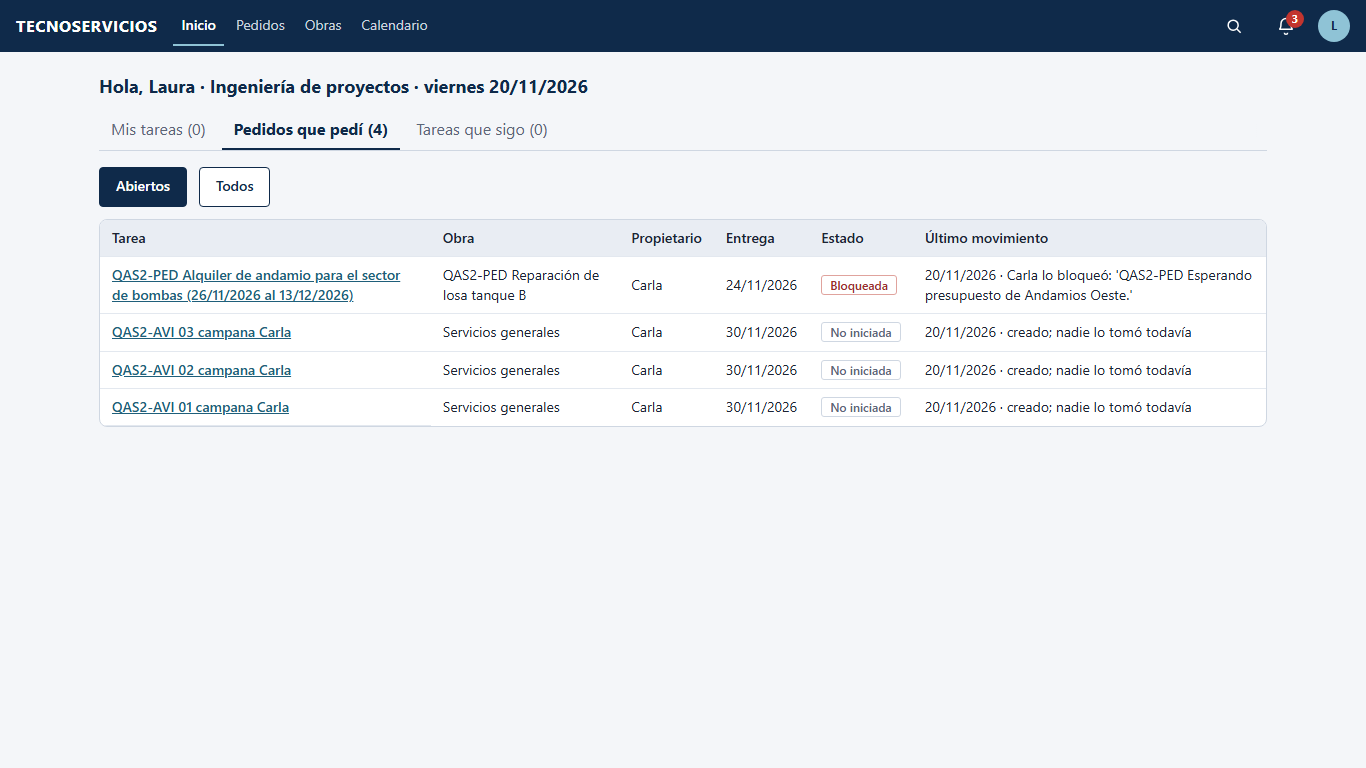 TECNOSERVICIOS Inicio Pedidos Obras Calendario 3 L
Hola, Laura · Ingeniería de proyectos · viernes 20/11/2026
Mis tareas (0) Pedidos que pedí (4) Tareas que sigo (0)
Abiertos Todos
Tarea Obra Propietario Entrega Estado Último movimiento
QAS2-PED Alquiler de andamio para el sector de bombas (26/11/2026 al 13/12/2026) QAS2-PED Reparación de losa tanque B Carla 24/11/2026 Bloqueada 20/11/2026 · Carla lo bloqueó: 'QAS2-PED Esperando presupuesto de Andamios Oeste.'
QAS2-AVI 03 campana Carla Servicios generales Carla 30/11/2026 No iniciada 20/11/2026 · creado; nadie lo tomó todavía
QAS2-AVI 02 campana Carla Servicios generales Carla 30/11/2026 No iniciada 20/11/2026 · creado; nadie lo tomó todavía
QAS2-AVI 01 campana Carla Servicios generales Carla 30/11/2026 No iniciada 20/11/2026 · creado; nadie lo tomó todavía